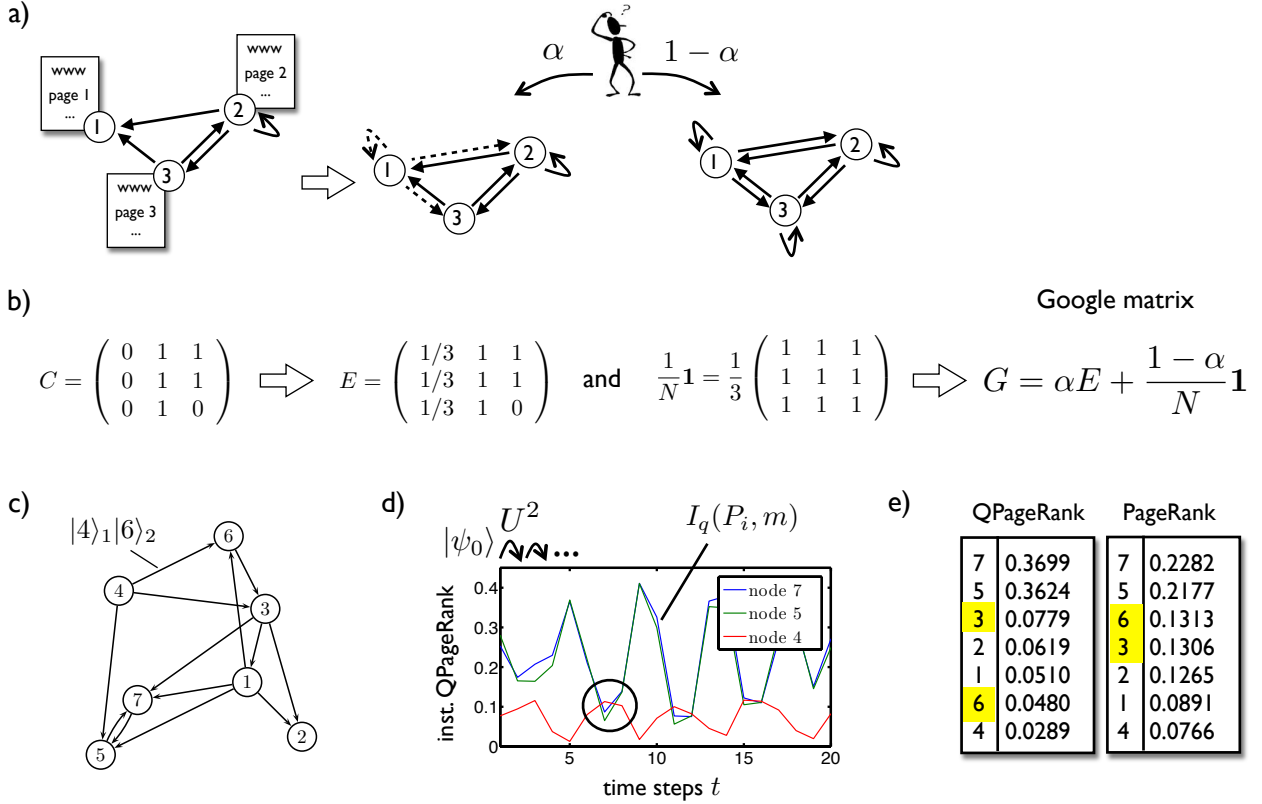 a)
www
page 1
...
www
page 2
...
www
page 3
...
1
2
3
?
α
1 − α
1
2
3
1
2
3
b)
Google matrix
C = ( 0 1 1
0 1 1
0 1 0 )
E = ( 1/3 1 1
1/3 1 1
1/3 1 0 )
and
1/N 1 = 1/3 ( 1 1 1
1 1 1
1 1 1 )
G = αE + (1 − α)/N 1
c)
|4⟩₁|6⟩₂
6
4
3
1
7
2
5
d)
U²
|ψ₀⟩ ...
I_q(P_i, m)
inst. QPageRank
0.4
0.3
0.2
0.1
0
5
10
15
20
time steps t
node 7
node 5
node 4
e)
QPageRank
7 0.3699
5 0.3624
3 0.0779
2 0.0619
1 0.0510
6 0.0480
4 0.0289
PageRank
7 0.2282
5 0.2177
6 0.1313
3 0.1306
2 0.1265
1 0.0891
4 0.0766